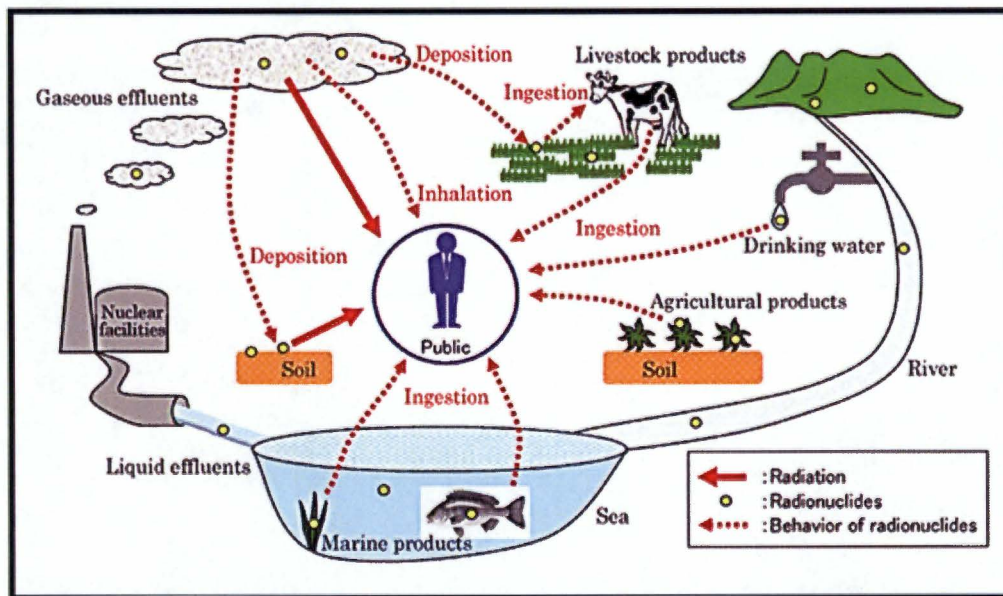 Deposition
Livestock products
Gaseous effluents
Ingestion
Inhalation
Ingestion
Drinking water
Deposition
Nuclear
facilities
Agricultural products
Public
Soil
Soil
River
Ingestion
Liquid effluents
Sea
Marine products
:Radiation
:Radionuclides
:Behavior of radionuclides